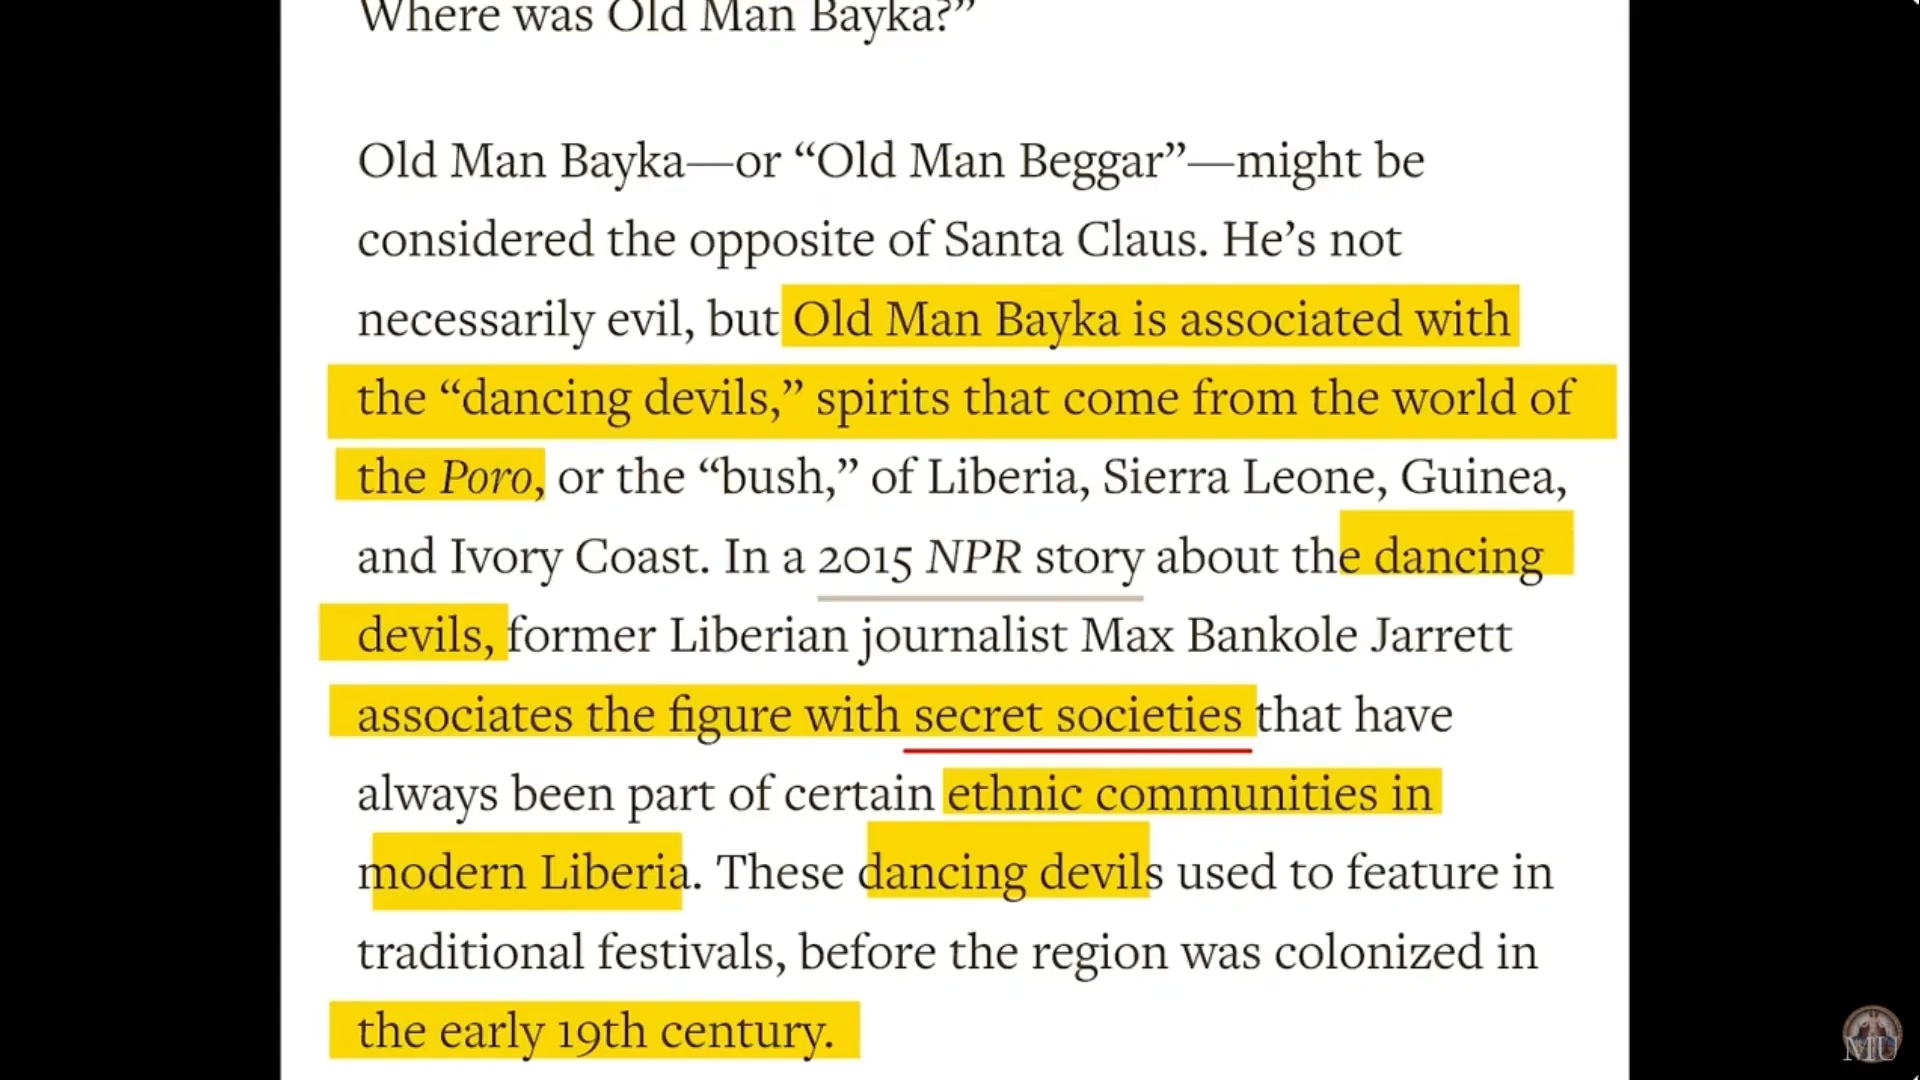 Where was Old Man Bayka?”
Old Man Bayka—or “Old Man Beggar”—might be
considered the opposite of Santa Claus. He’s not
necessarily evil, but Old Man Bayka is associated with
the “dancing devils,” spirits that come from the world of
the Poro, or the “bush,” of Liberia, Sierra Leone, Guinea,
and Ivory Coast. In a 2015 NPR story about the dancing
devils, former Liberian journalist Max Bankole Jarrett
associates the figure with secret societies that have
always been part of certain ethnic communities in
modern Liberia. These dancing devils used to feature in
traditional festivals, before the region was colonized in
the early 19th century.
MU